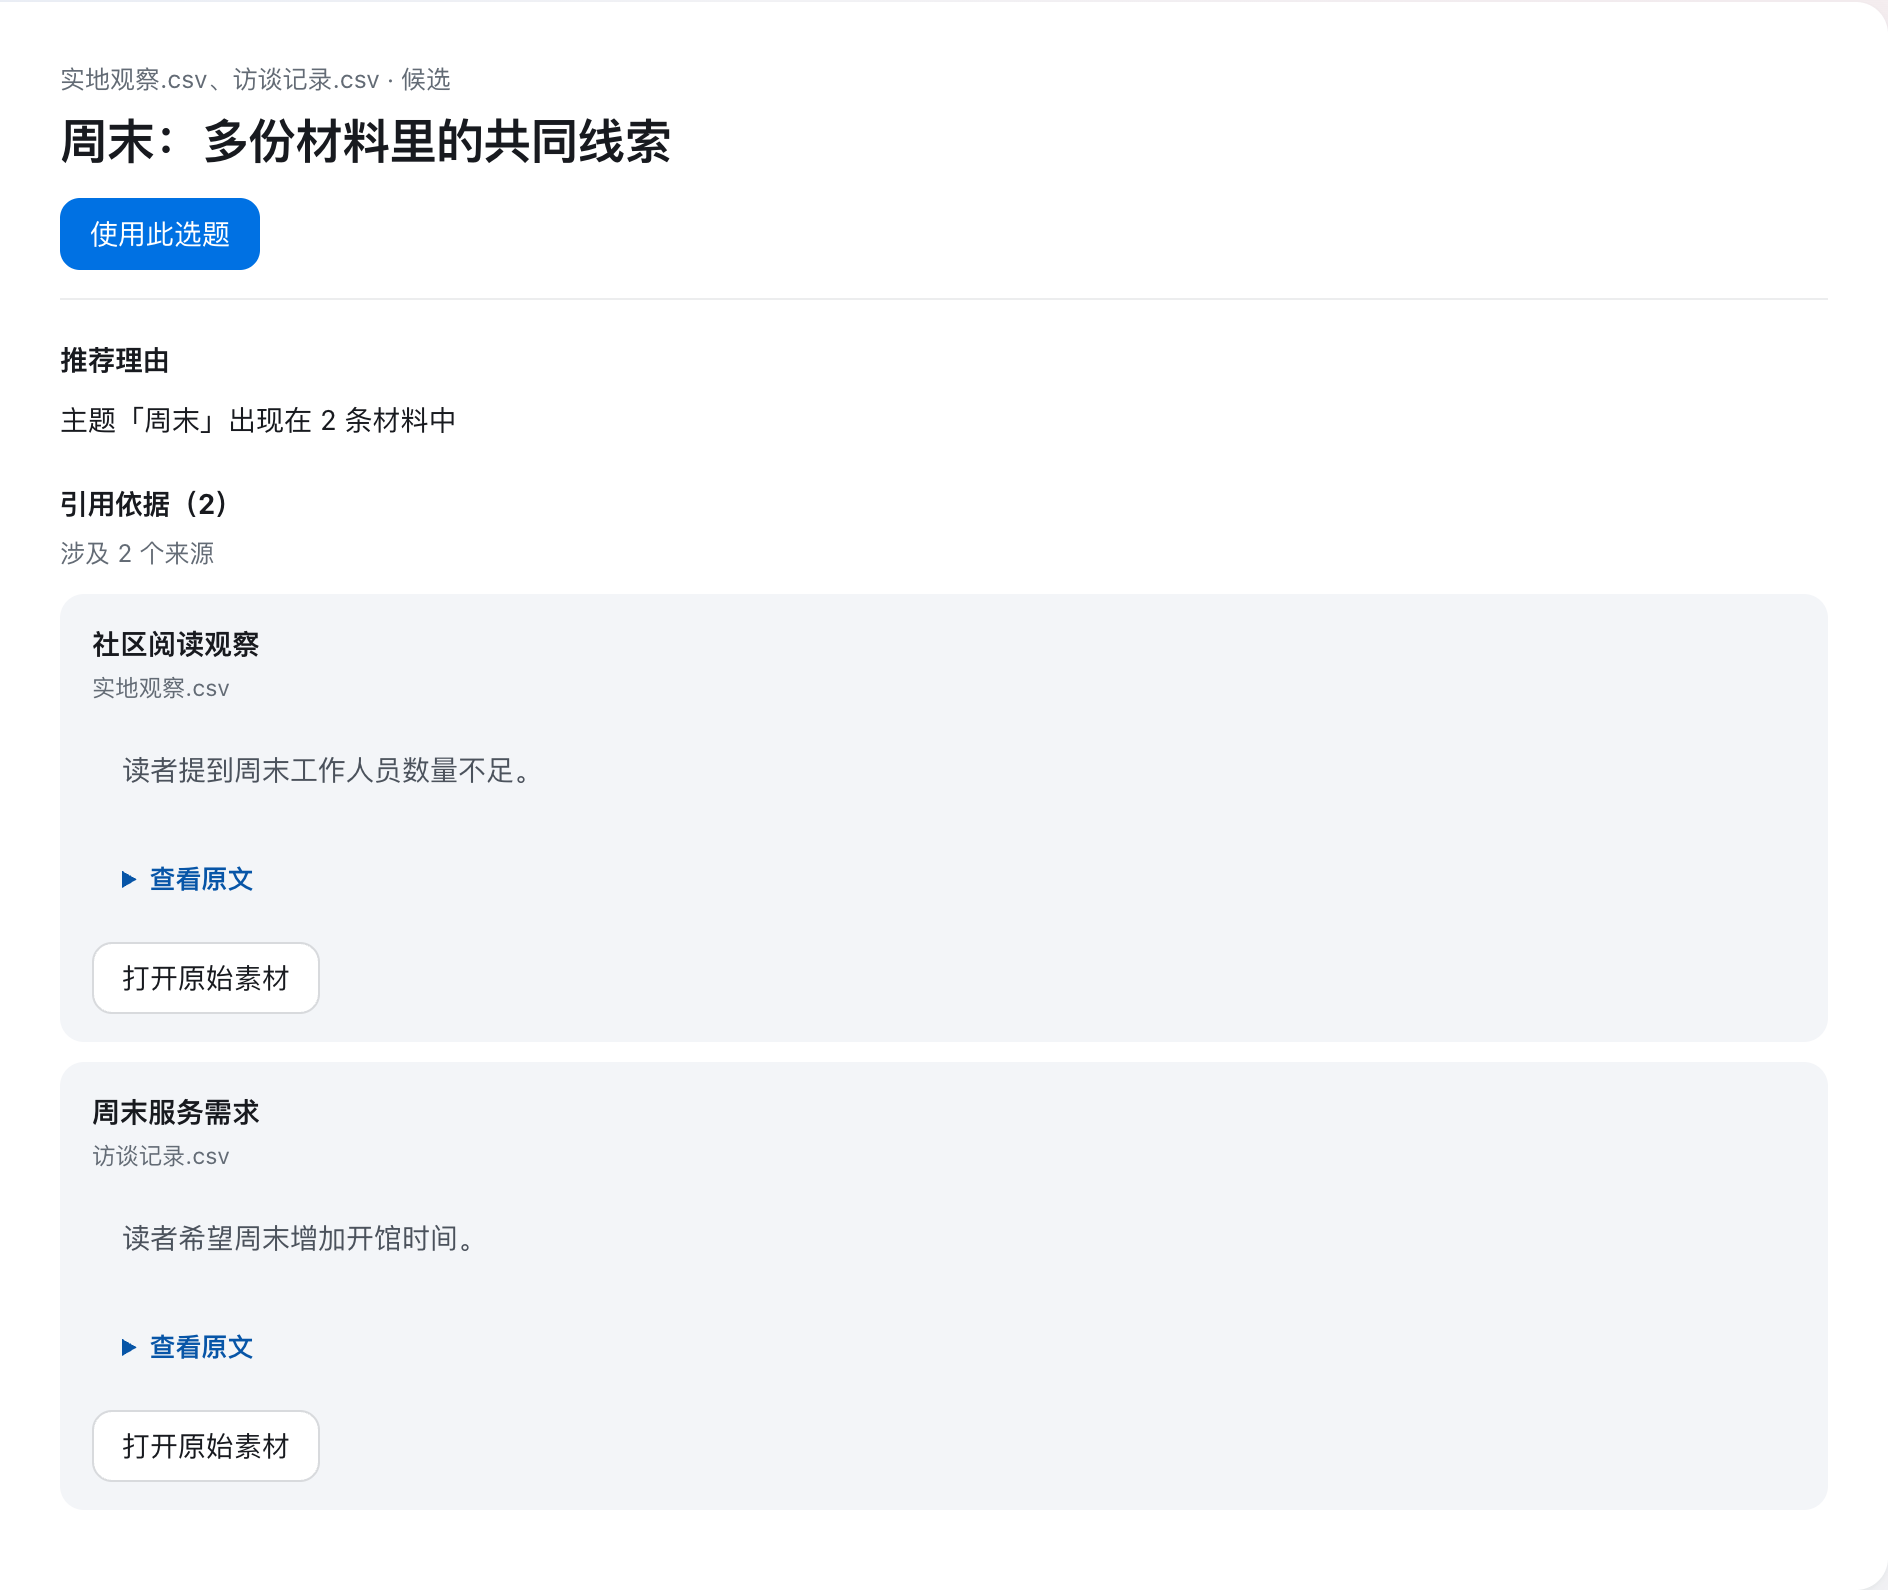 实地观察.csv、访谈记录.csv · 候选
周末：多份材料里的共同线索
使用此选题
推荐理由
主题「周末」出现在 2 条材料中
引用依据（2）
涉及 2 个来源
社区阅读观察
实地观察.csv
读者提到周末工作人员数量不足。
▶ 查看原文
打开原始素材
周末服务需求
访谈记录.csv
读者希望周末增加开馆时间。
▶ 查看原文
打开原始素材